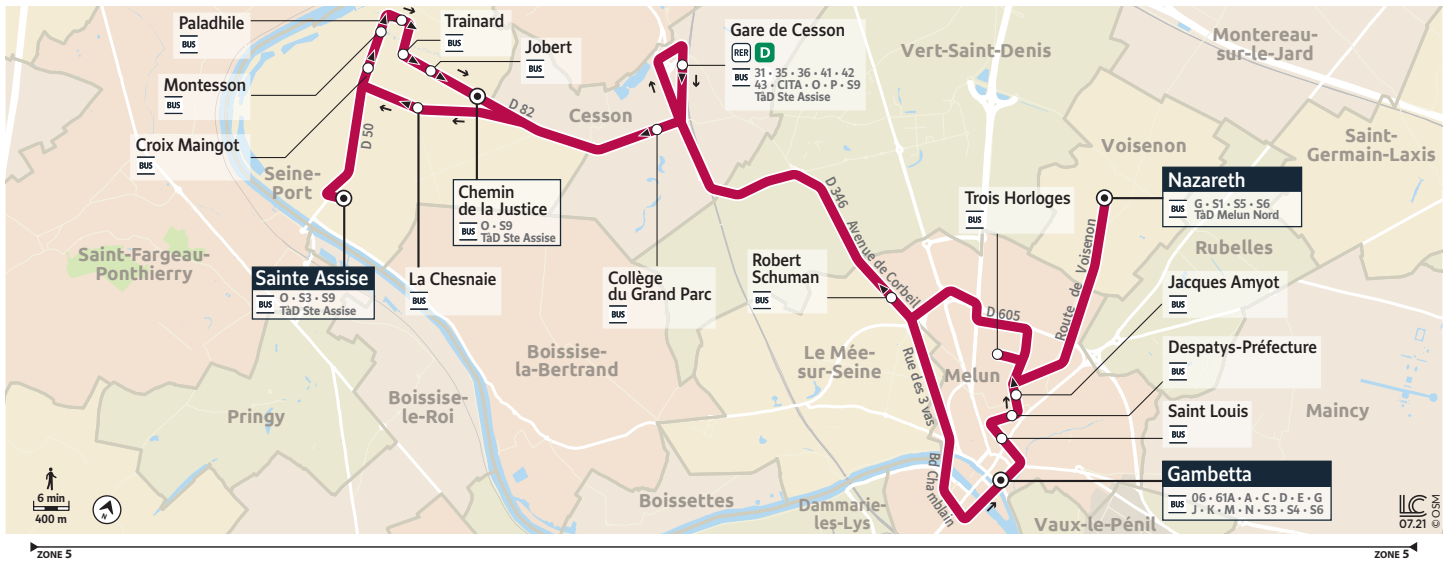 Paladhile
BUS
Trainard
BUS
Jobert
BUS
Montesson
BUS
Croix Maingot
BUS
D 50
Seine-
Port
D 82
Cesson
Gare de Cesson
RER D
BUS
31 • 35 • 36 • 41 • 42
43 • CITA • O • P • S9
TàD Ste Assise
Vert-Saint-Denis
Montereau-
sur-le-Jard
Voisenon
Saint-
Germain-Laxis
Chemin
de la Justice
BUS
O • S9
TàD Ste Assise
Nazareth
BUS
G • S1 • S5 • S6
TàD Melun Nord
Trois Horloges
BUS
D 346 Avenue de Corbeil
Route de Voisenon
Rubelles
Saint-Fargeau-
Ponthierry
Sainte Assise
BUS
O • S3 • S9
TàD Ste Assise
La Chesnaie
BUS
Collège
du Grand Parc
BUS
Robert
Schuman
BUS
Jacques Amyot
BUS
D 605
Boissise-
la-Bertrand
Le Mée-
sur-Seine
Rue des 3 vas
Melun
Despatys-Préfecture
BUS
Pringy
Boissise-
le-Roi
Saint Louis
BUS
Maincy
Bd Chamblain
Gambetta
BUS
06 • 61A • A • C • D • E • G
J • K • M • N • S3 • S4 • S6
Boissettes
Dammarie-
les-Lys
Vaux-le-Pénil
6 min
400 m
N
LC
07.21
© OSM
ZONE 5
ZONE 5